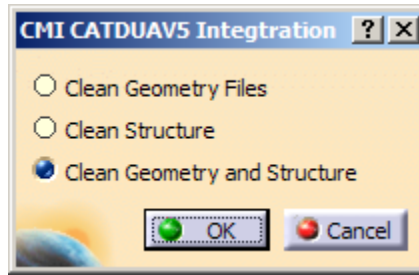 CMI CATDUAV5 Integtration ? X
Clean Geometry Files
Clean Structure
Clean Geometry and Structure
OK Cancel